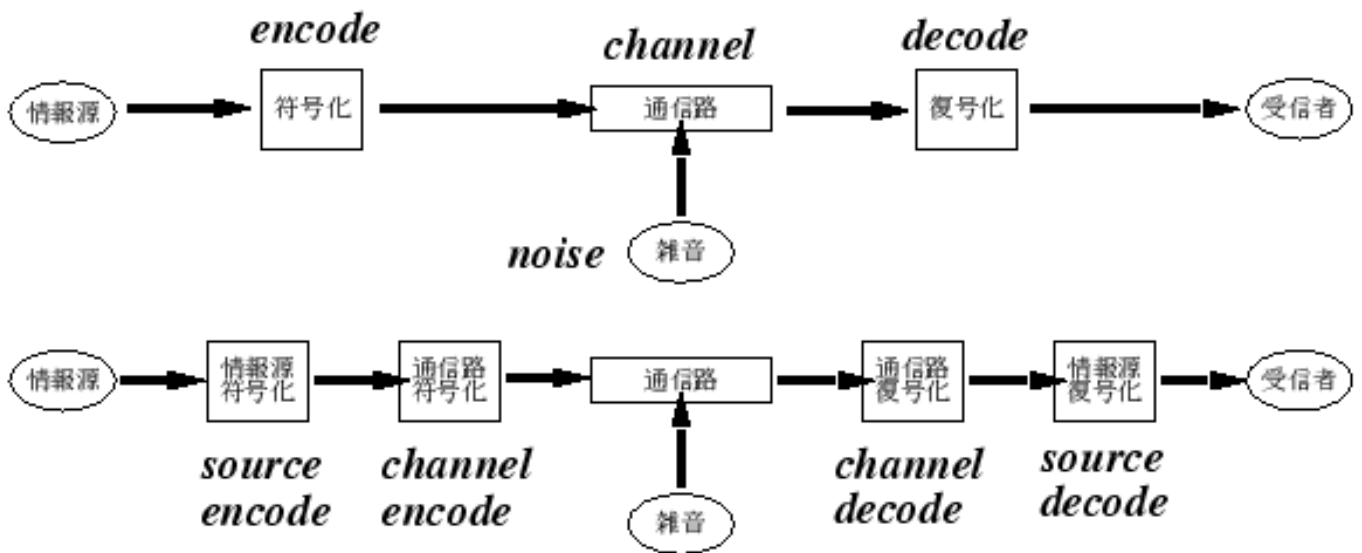 encode
channel
decode
情報源
符号化
通信路
復号化
受信者
noise
雑音
情報源
情報源
符号化
通信路
符号化
通信路
通信路
復号化
情報源
復号化
受信者
source
encode
channel
encode
channel
decode
source
decode
雑音